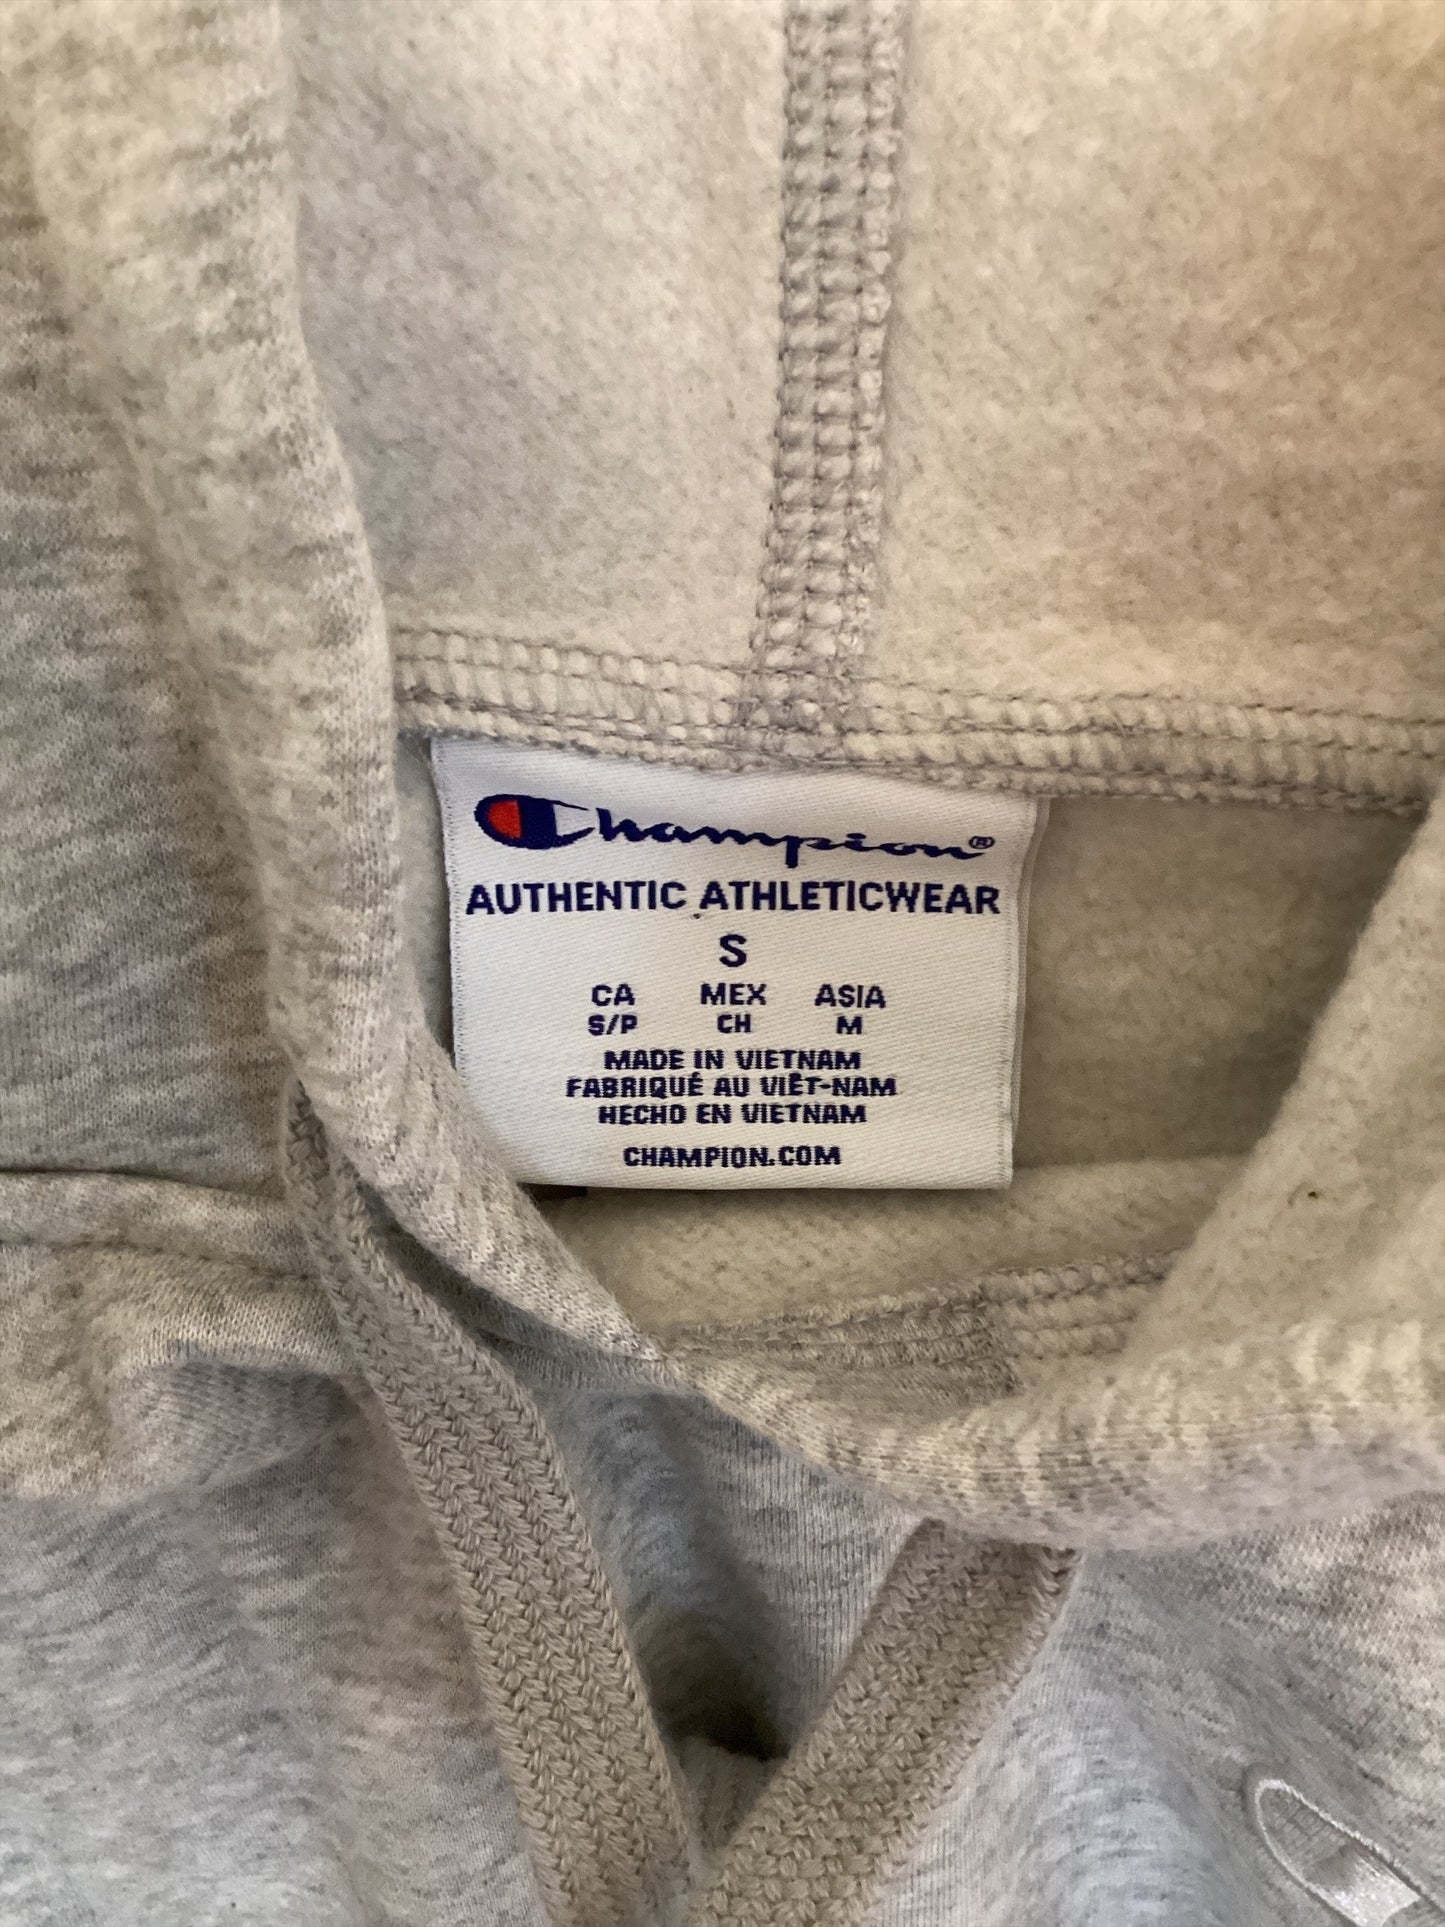 Champion®
AUTHENTIC ATHLETICWEAR
S
CA MEX ASIA
S/P CH M
MADE IN VIETNAM
FABRIQUÉ AU VIÊT-NAM
HECHO EN VIETNAM
CHAMPION.COM